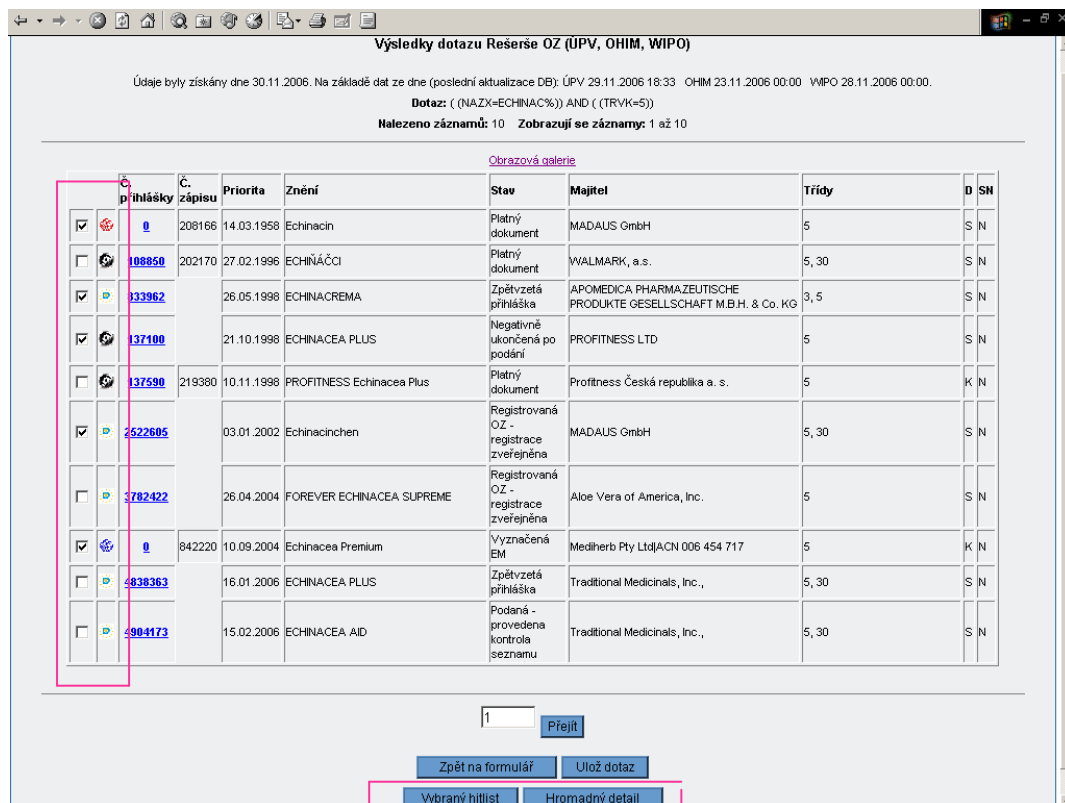 Výsledky dotazu Rešerše OZ (ÚPV, OHIM, WIPO)
Údaje byly získány dne 30.11.2006. Na základě dat ze dne (poslední aktualizace DB): ÚPV 29.11.2006 18:33 OHIM 23.11.2006 00:00 WIPO 28.11.2006 00:00.
Dotaz: ( (NAZX=ECHINAC%)) AND ( (TRVK=5))
Nalezeno záznamů: 10 Zobrazují se záznamy: 1 až 10
Obrazová galerie
Č. přihlášky Č. zápisu Priorita Znění Stav Majitel Třídy D SN
0 208166 14.03.1958 Echinacin Platný dokument MADAUS GmbH 5 S N
108850 202170 27.02.1996 ECHIŇÁČCI Platný dokument WALMARK, a.s. 5, 30 S N
833962 26.05.1998 ECHINACREMA Zpětvzetá přihláška APOMEDICA PHARMAZEUTISCHE PRODUKTE GESELLSCHAFT M.B.H. & Co. KG 3, 5 S N
137100 21.10.1998 ECHINACEA PLUS Negativně ukončená po podání PROFITNESS LTD 5 S N
137590 219380 10.11.1998 PROFITNESS Echinacea Plus Platný dokument Profitness Česká republika a. s. 5 K N
2522605 03.01.2002 Echinacinchen Registrovaná OZ - registrace zveřejněna MADAUS GmbH 5, 30 S N
3782422 26.04.2004 FOREVER ECHINACEA SUPREME Registrovaná OZ - registrace zveřejněna Aloe Vera of America, Inc. 5 S N
0 842220 10.09.2004 Echinacea Premium Vyznačená EM Mediherb Pty Ltd|ACN 006 454 717 5 K N
4838363 16.01.2006 ECHINACEA PLUS Zpětvzetá přihláška Traditional Medicinals, Inc., 5, 30 S N
4904173 15.02.2006 ECHINACEA AID Podaná - provedena kontrola seznamu Traditional Medicinals, Inc., 5, 30 S N
1 Přejít
Zpět na formulář Ulož dotaz
Vybraný hitlist Hromadný detail